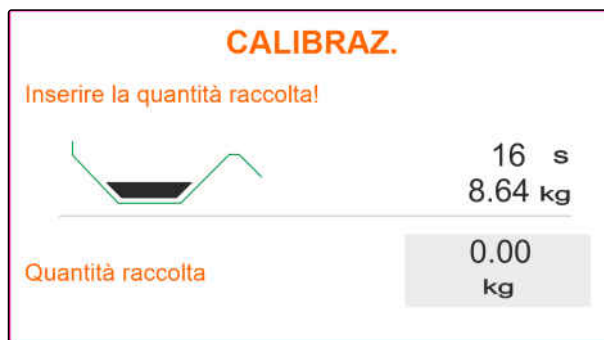 CALIBRAZ.
Inserire la quantità raccolta!
16 s
8.64 kg
Quantità raccolta
0.00
kg